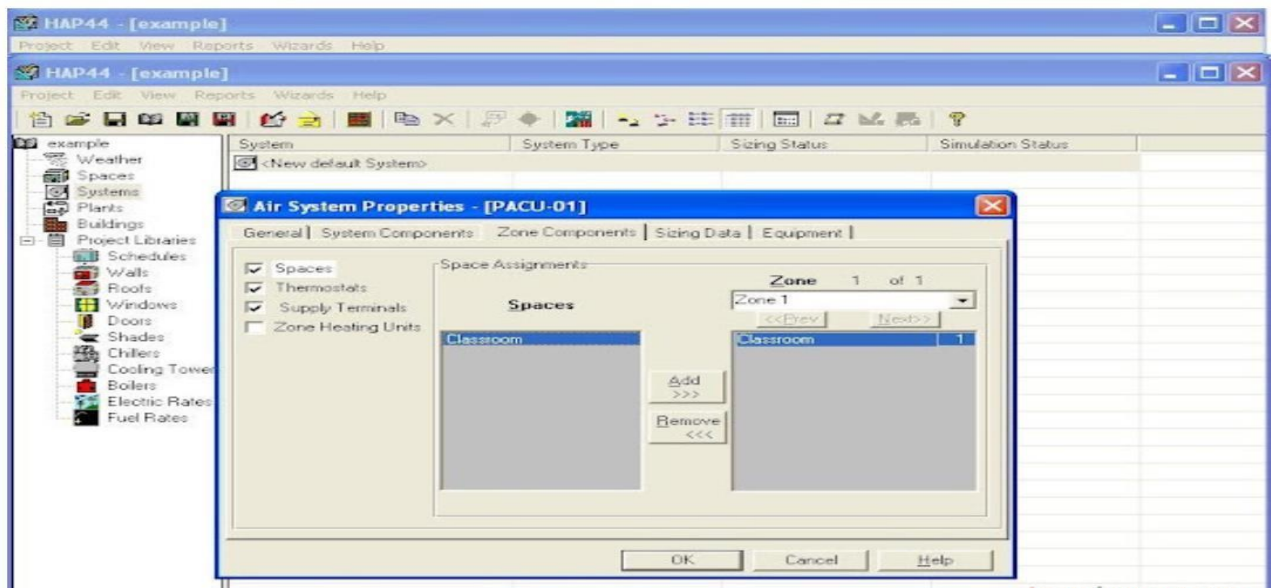 HAP44 - [example]
Project Edit View Reports Wizards Help
HAP44 - [example]
Project Edit View Reports Wizards Help
example
Weather
Spaces
Systems
Plants
Buildings
Project Libraries
Schedules
Walls
Roofs
Windows
Doors
Shades
Chillers
Cooling Tower
Boilers
Electric Rates
Fuel Rates
System System Type Sizing Status Simulation Status
<New default System>
Air System Properties - [PACU-01]
General System Components Zone Components Sizing Data Equipment
Spaces
Thermostats
Supply Terminals
Zone Heating Units
Space Assignments
Spaces
Zone 1 of 1
Zone 1
<<Prev Next>>
Classroom
Classroom 1
Add
>>>
Remove
<<<
OK Cancel Help